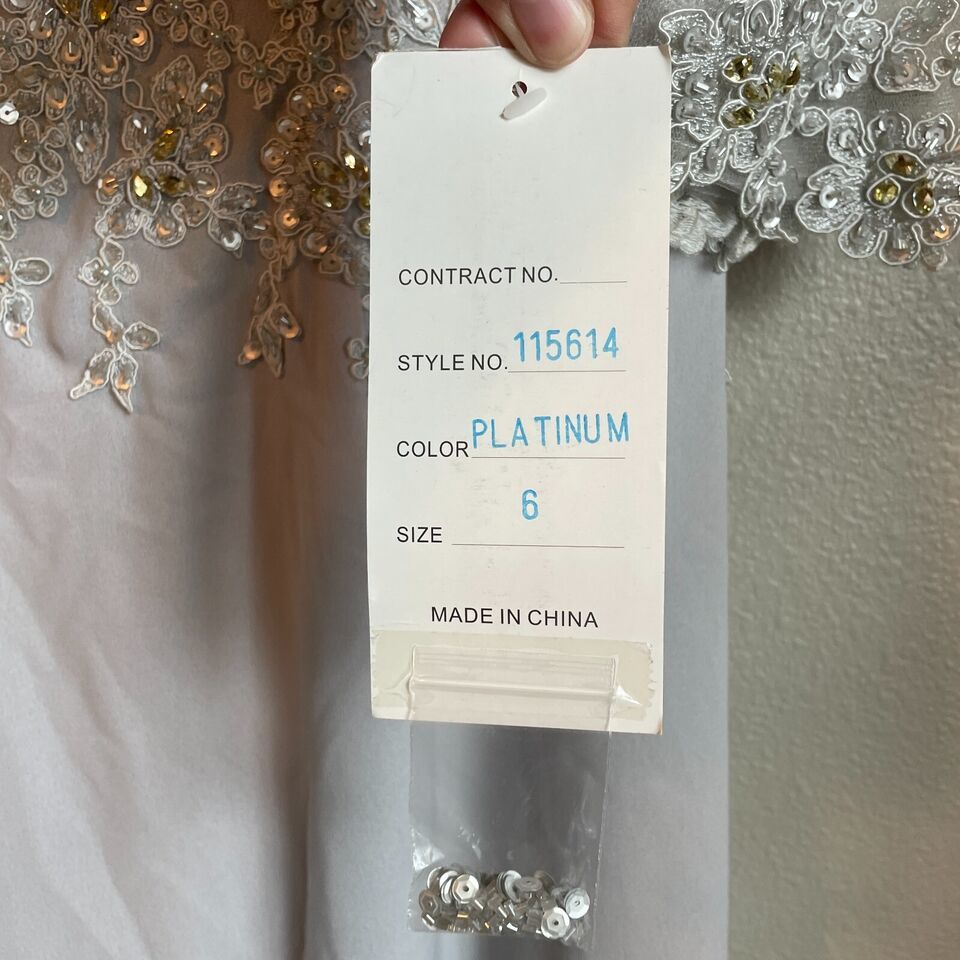 CONTRACT NO.
STYLE NO. 115614
COLOR PLATINUM
SIZE 6
MADE IN CHINA